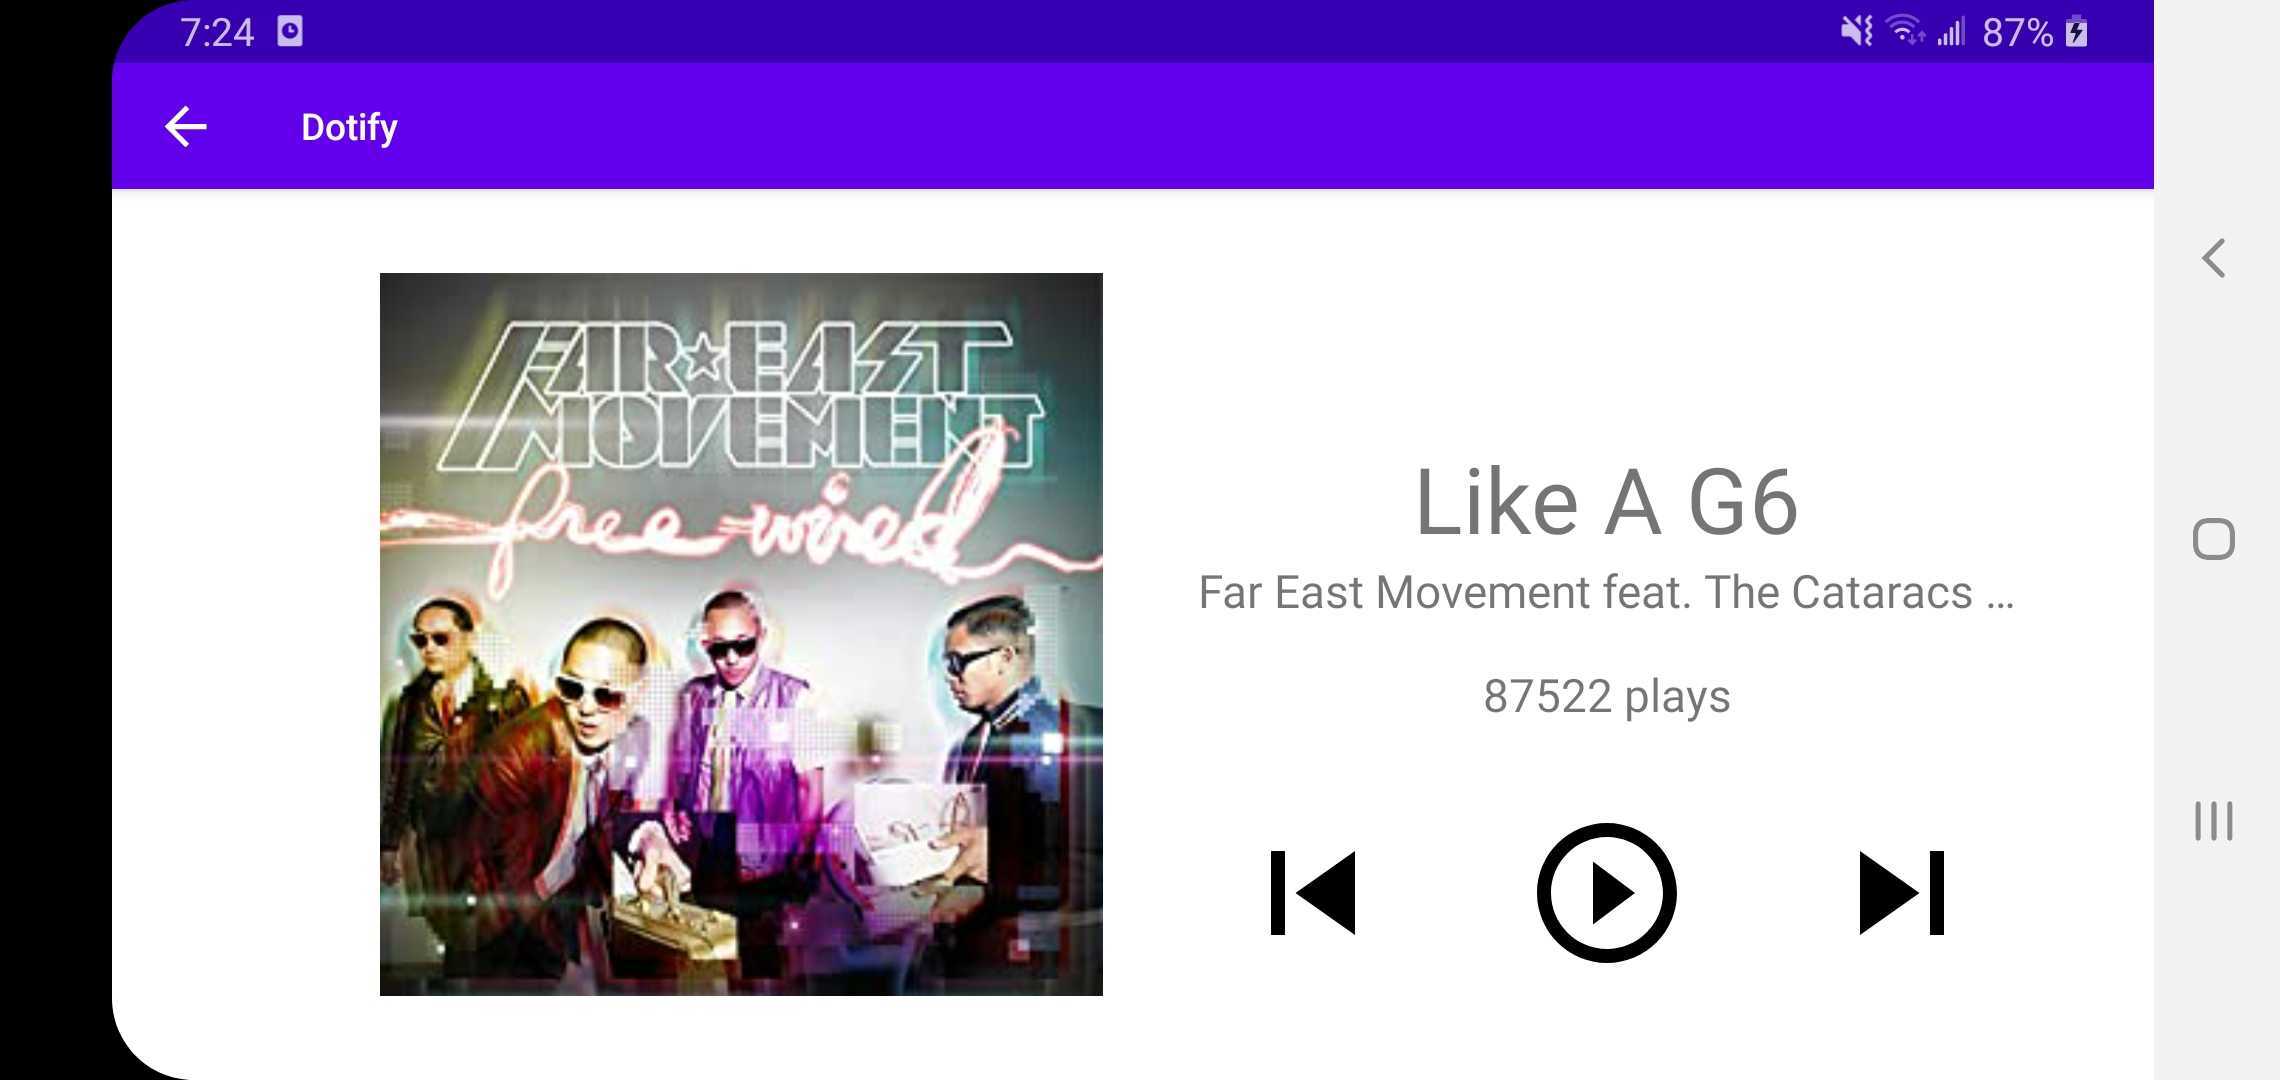 7:24
87%
Dotify
FAR★EAST
MOVEMENT
free wired
Like A G6
Far East Movement feat. The Cataracs ...
87522 plays